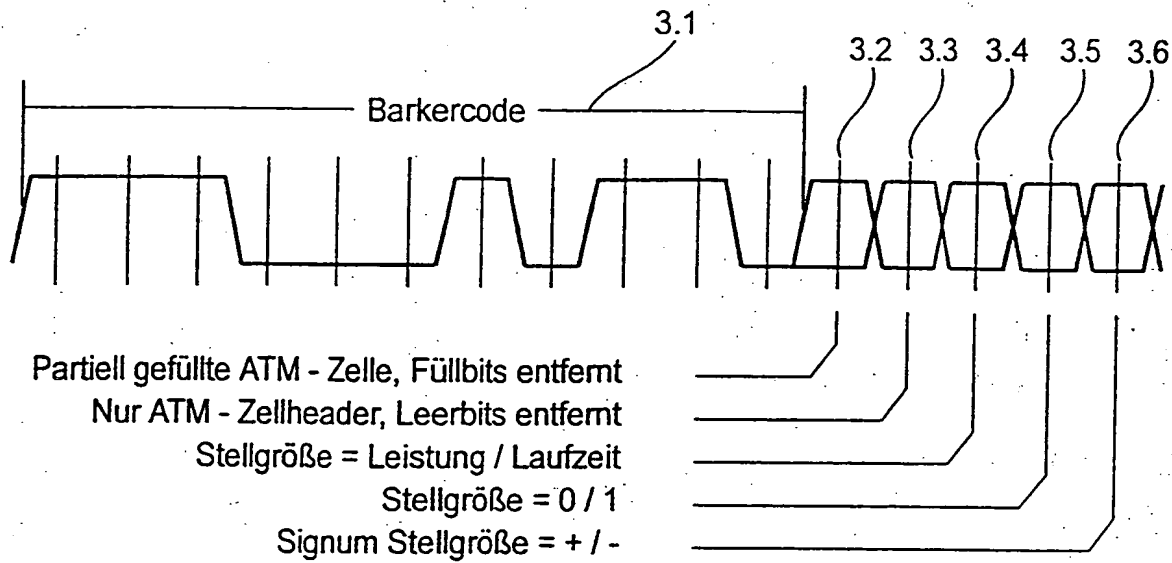 3.1
3.2 3.3 3.4 3.5 3.6
Barkercode
Partiell gefüllte ATM - Zelle, Füllbits entfernt
Nur ATM - Zellheader, Leerbits entfernt
Stellgröße = Leistung / Laufzeit
Stellgröße = 0 / 1
Signum Stellgröße = + / -